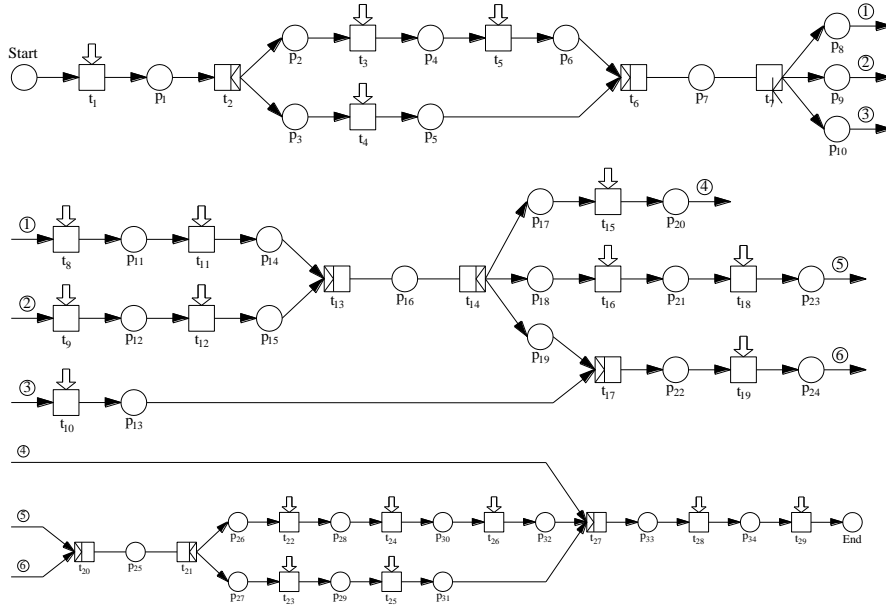 ① 
Start p₂ t₃ p₄ t₅ p₆ p₈
②
t₁ p₁ t₂ t₆ p₇ t₇ p₉
③
p₃ t₄ p₅ p₁₀
④
p₁₇ t₁₅ p₂₀
① t₈ p₁₁ t₁₁ p₁₄
⑤
t₁₃ p₁₆ t₁₄ p₁₈ t₁₆ p₂₁ t₁₈ p₂₃
② t₉ p₁₂ t₁₂ p₁₅ p₁₉
⑥
t₁₇ p₂₂ t₁₉ p₂₄
③ t₁₀ p₁₃
④
⑤ p₂₆ t₂₂ p₂₈ t₂₄ p₃₀ t₂₆ p₃₂ t₂₇ p₃₃ t₂₈ p₃₄ t₂₉ End
⑥ t₂₀ p₂₅ t₂₁
p₂₇ t₂₃ p₂₉ t₂₅ p₃₁